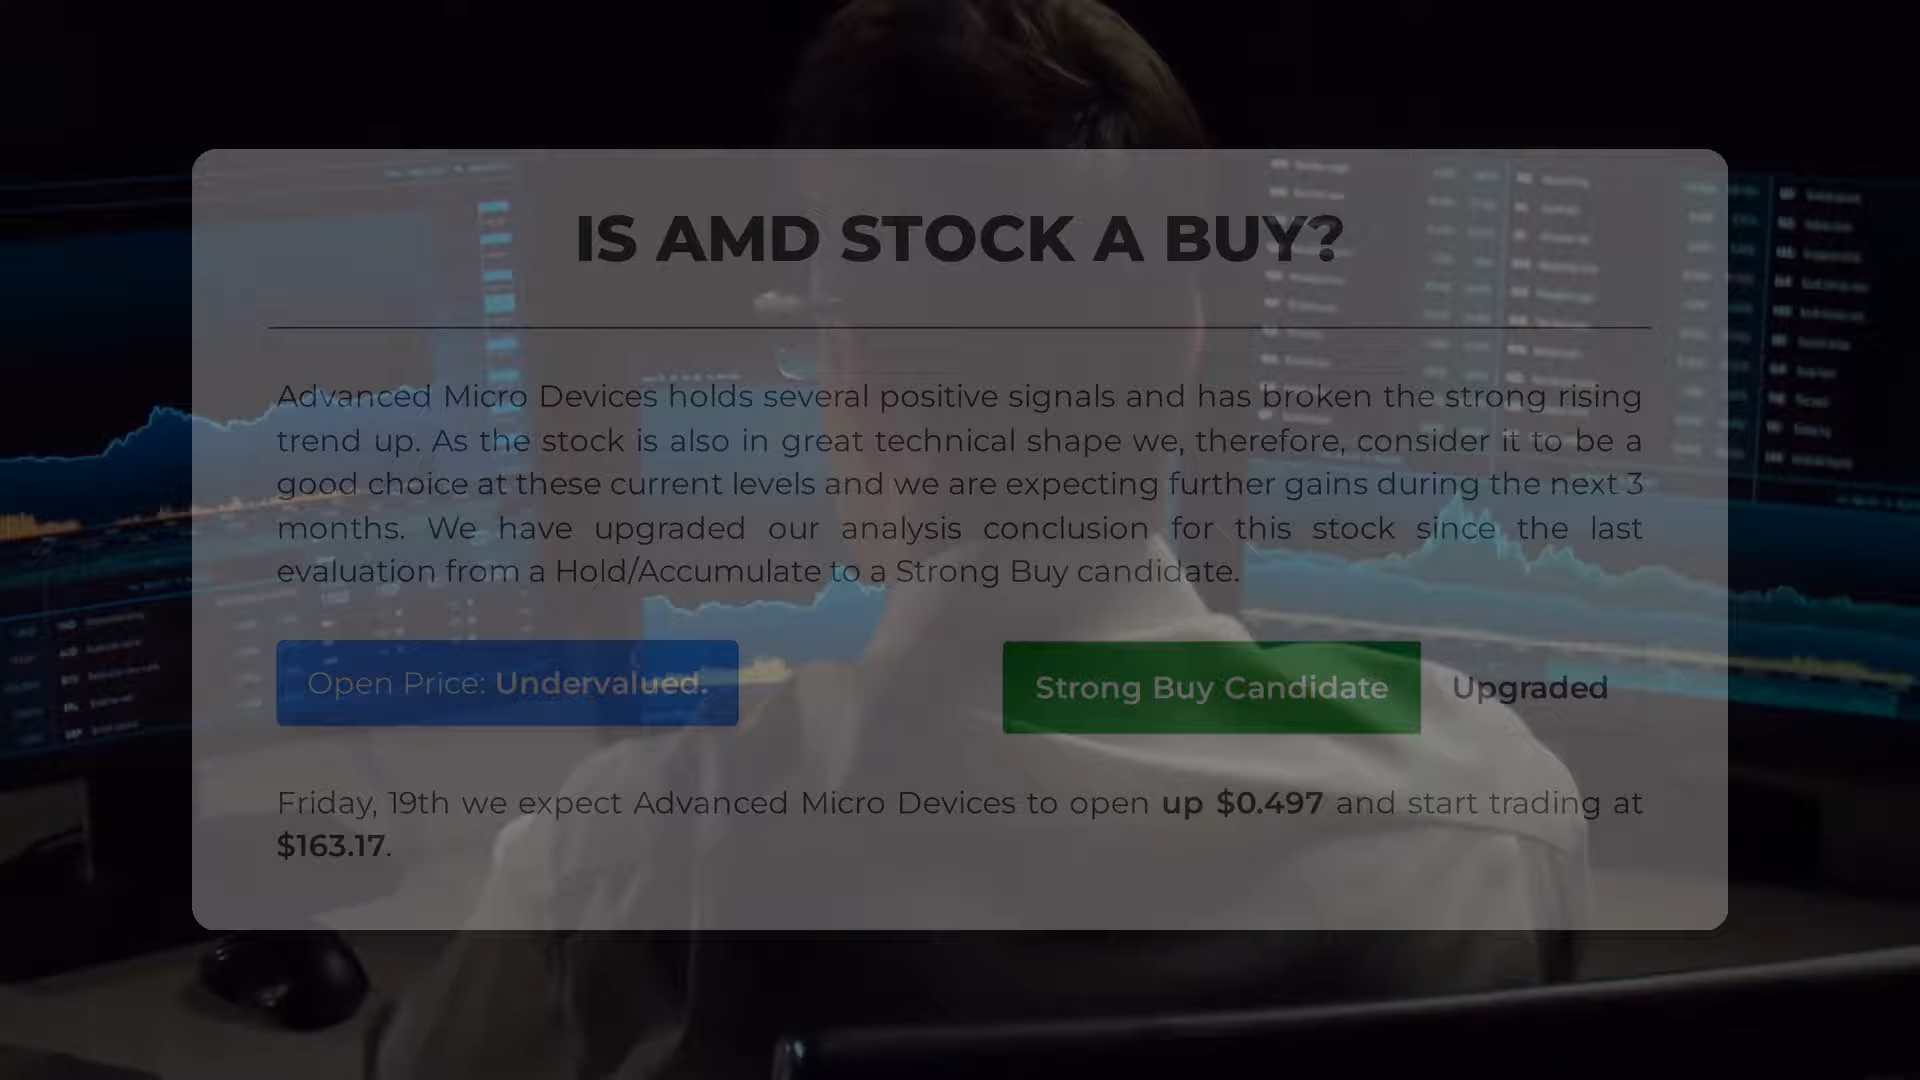 IS AMD STOCK A BUY?
Advanced Micro Devices holds several positive signals and has broken the strong rising
trend up. As the stock is also in great technical shape we, therefore, consider it to be a
good choice at these current levels and we are expecting further gains during the next 3
months. We have upgraded our analysis conclusion for this stock since the last
evaluation from a Hold/Accumulate to a Strong Buy candidate.
Open Price: Undervalued.
Strong Buy Candidate Upgraded
Friday, 19th we expect Advanced Micro Devices to open up $0.497 and start trading at
$163.17.